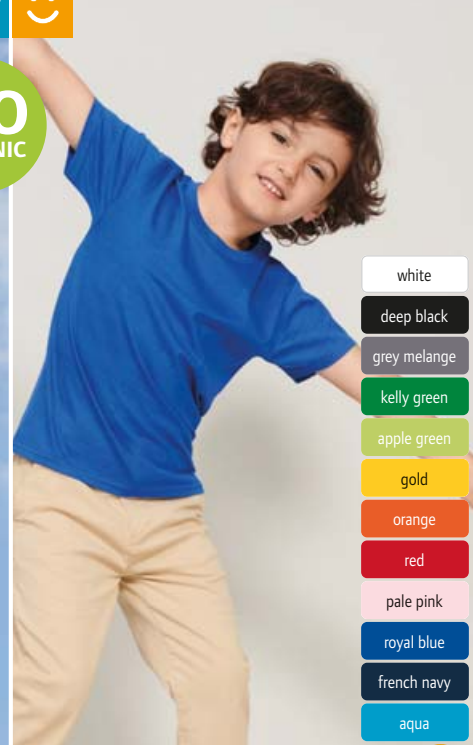 white
deep black
grey melange
kelly green
apple green
gold
orange
red
pale pink
royal blue
french navy
aqua